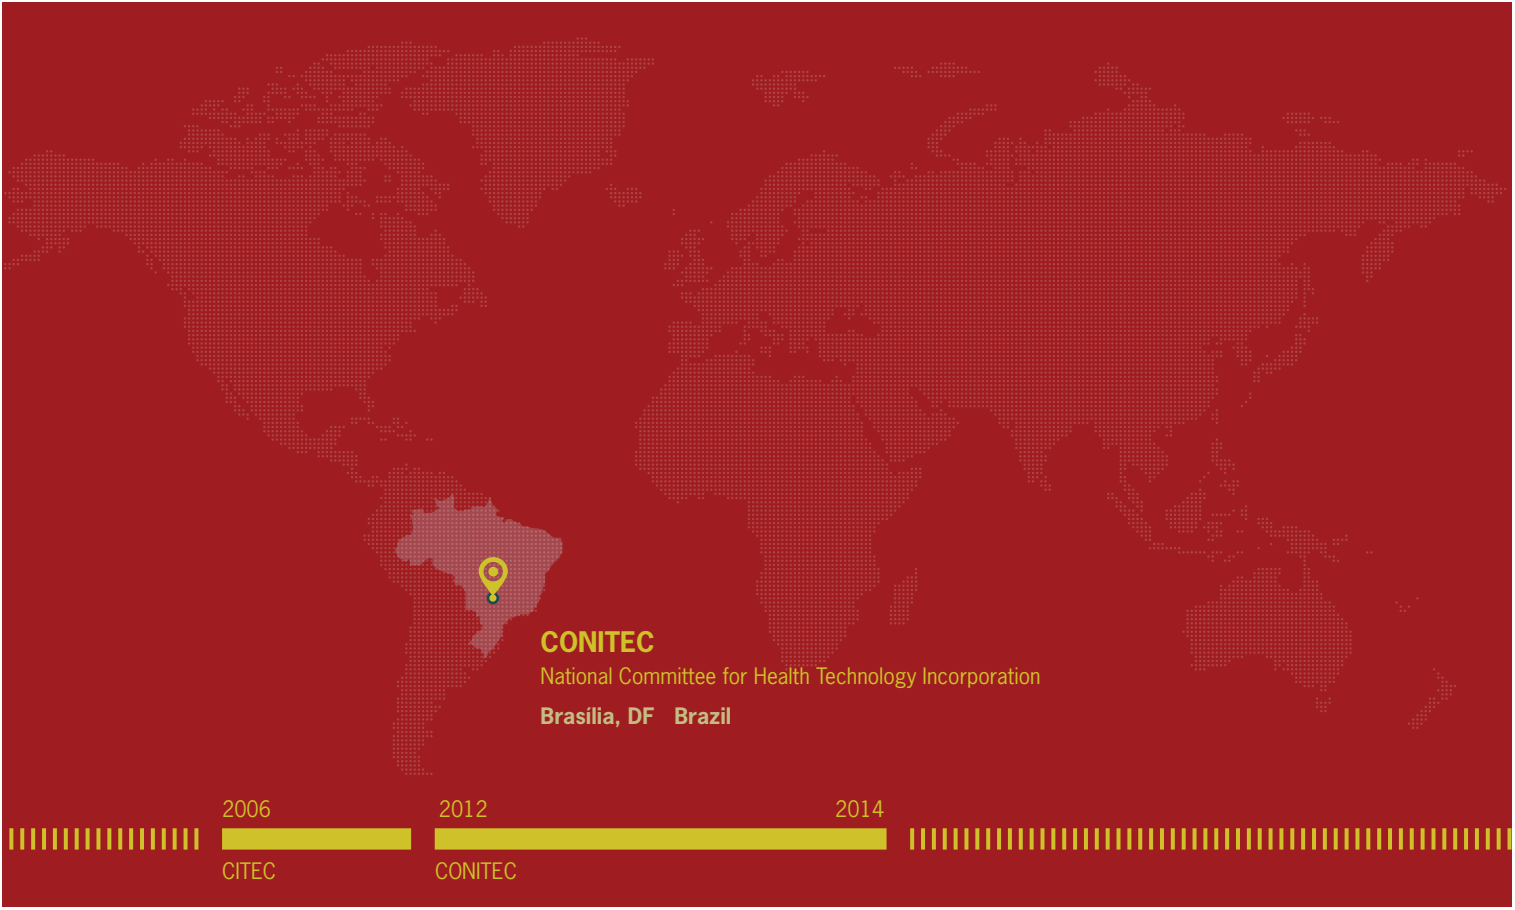 CONITEC
National Committee for Health Technology Incorporation
Brasília, DF Brazil
2006 2012 2014
CITEC CONITEC